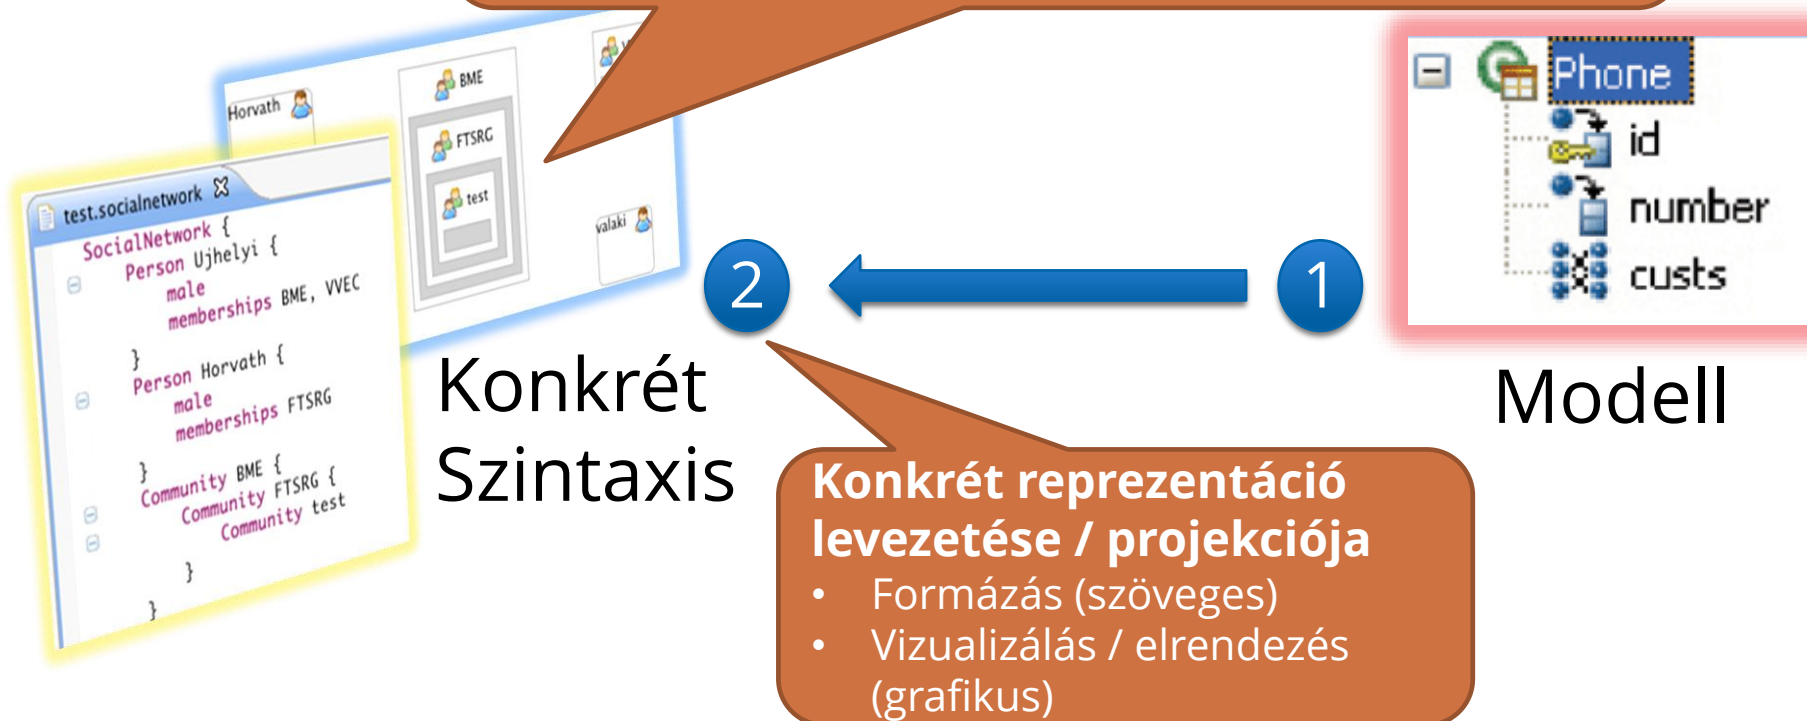 Horvath
BME
FTSRG
test
valaki
test.socialnetwork
SocialNetwork {
Person Ujhelyi {
male
memberships BME, VVEC
}
Person Horvath {
male
memberships FTSRG
}
Community BME {
Community FTSRG {
Community test
}
}
Konkrét
Szintaxis
2
1
Phone
id
number
custs
Modell
Konkrét reprezentáció
levezetése / projekciója
• Formázás (szöveges)
• Vizualizálás / elrendezés
(grafikus)